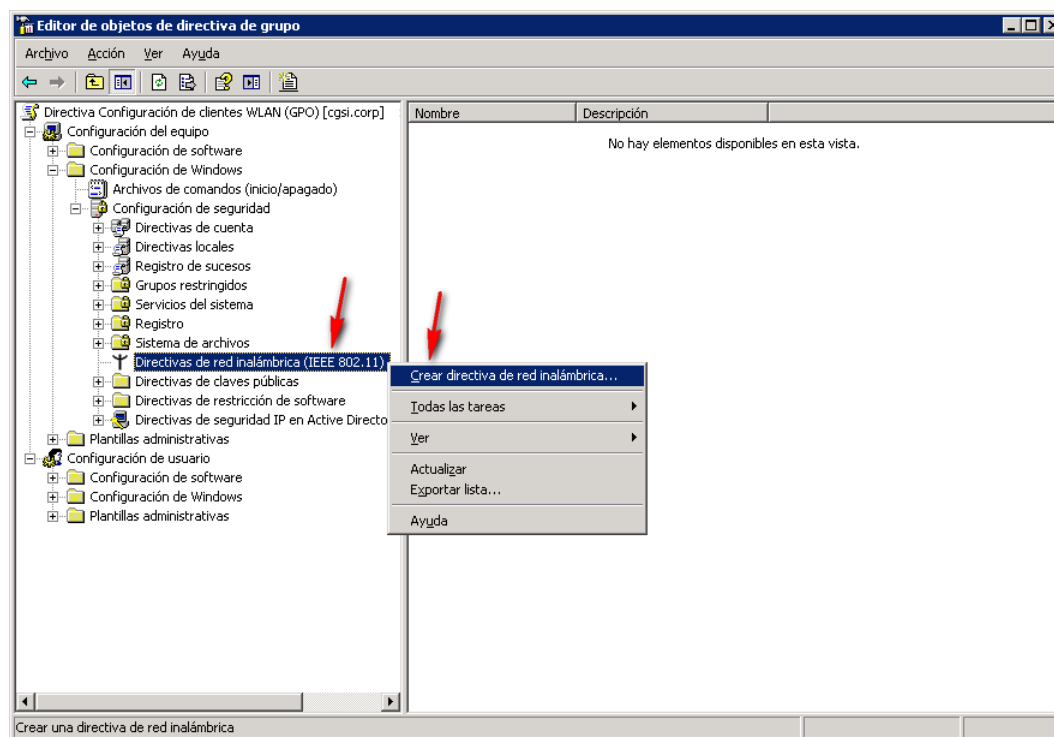 Editor de objetos de directiva de grupo
Archivo Acción Ver Ayuda
Directiva Configuración de clientes WLAN (GPO) [cgsi.corp]
Configuración del equipo
Configuración de software
Configuración de Windows
Archivos de comandos (inicio/apagado)
Configuración de seguridad
Directivas de cuenta
Directivas locales
Registro de sucesos
Grupos restringidos
Servicios del sistema
Registro
Sistema de archivos
Directivas de red inalámbrica (IEEE 802.11)
Directivas de claves públicas
Directivas de restricción de software
Directivas de seguridad IP en Active Directo
Plantillas administrativas
Configuración de usuario
Configuración de software
Configuración de Windows
Plantillas administrativas
Nombre Descripción
No hay elementos disponibles en esta vista.
Crear directiva de red inalámbrica...
Todas las tareas
Ver
Actualizar
Exportar lista...
Ayuda
Crear una directiva de red inalámbrica